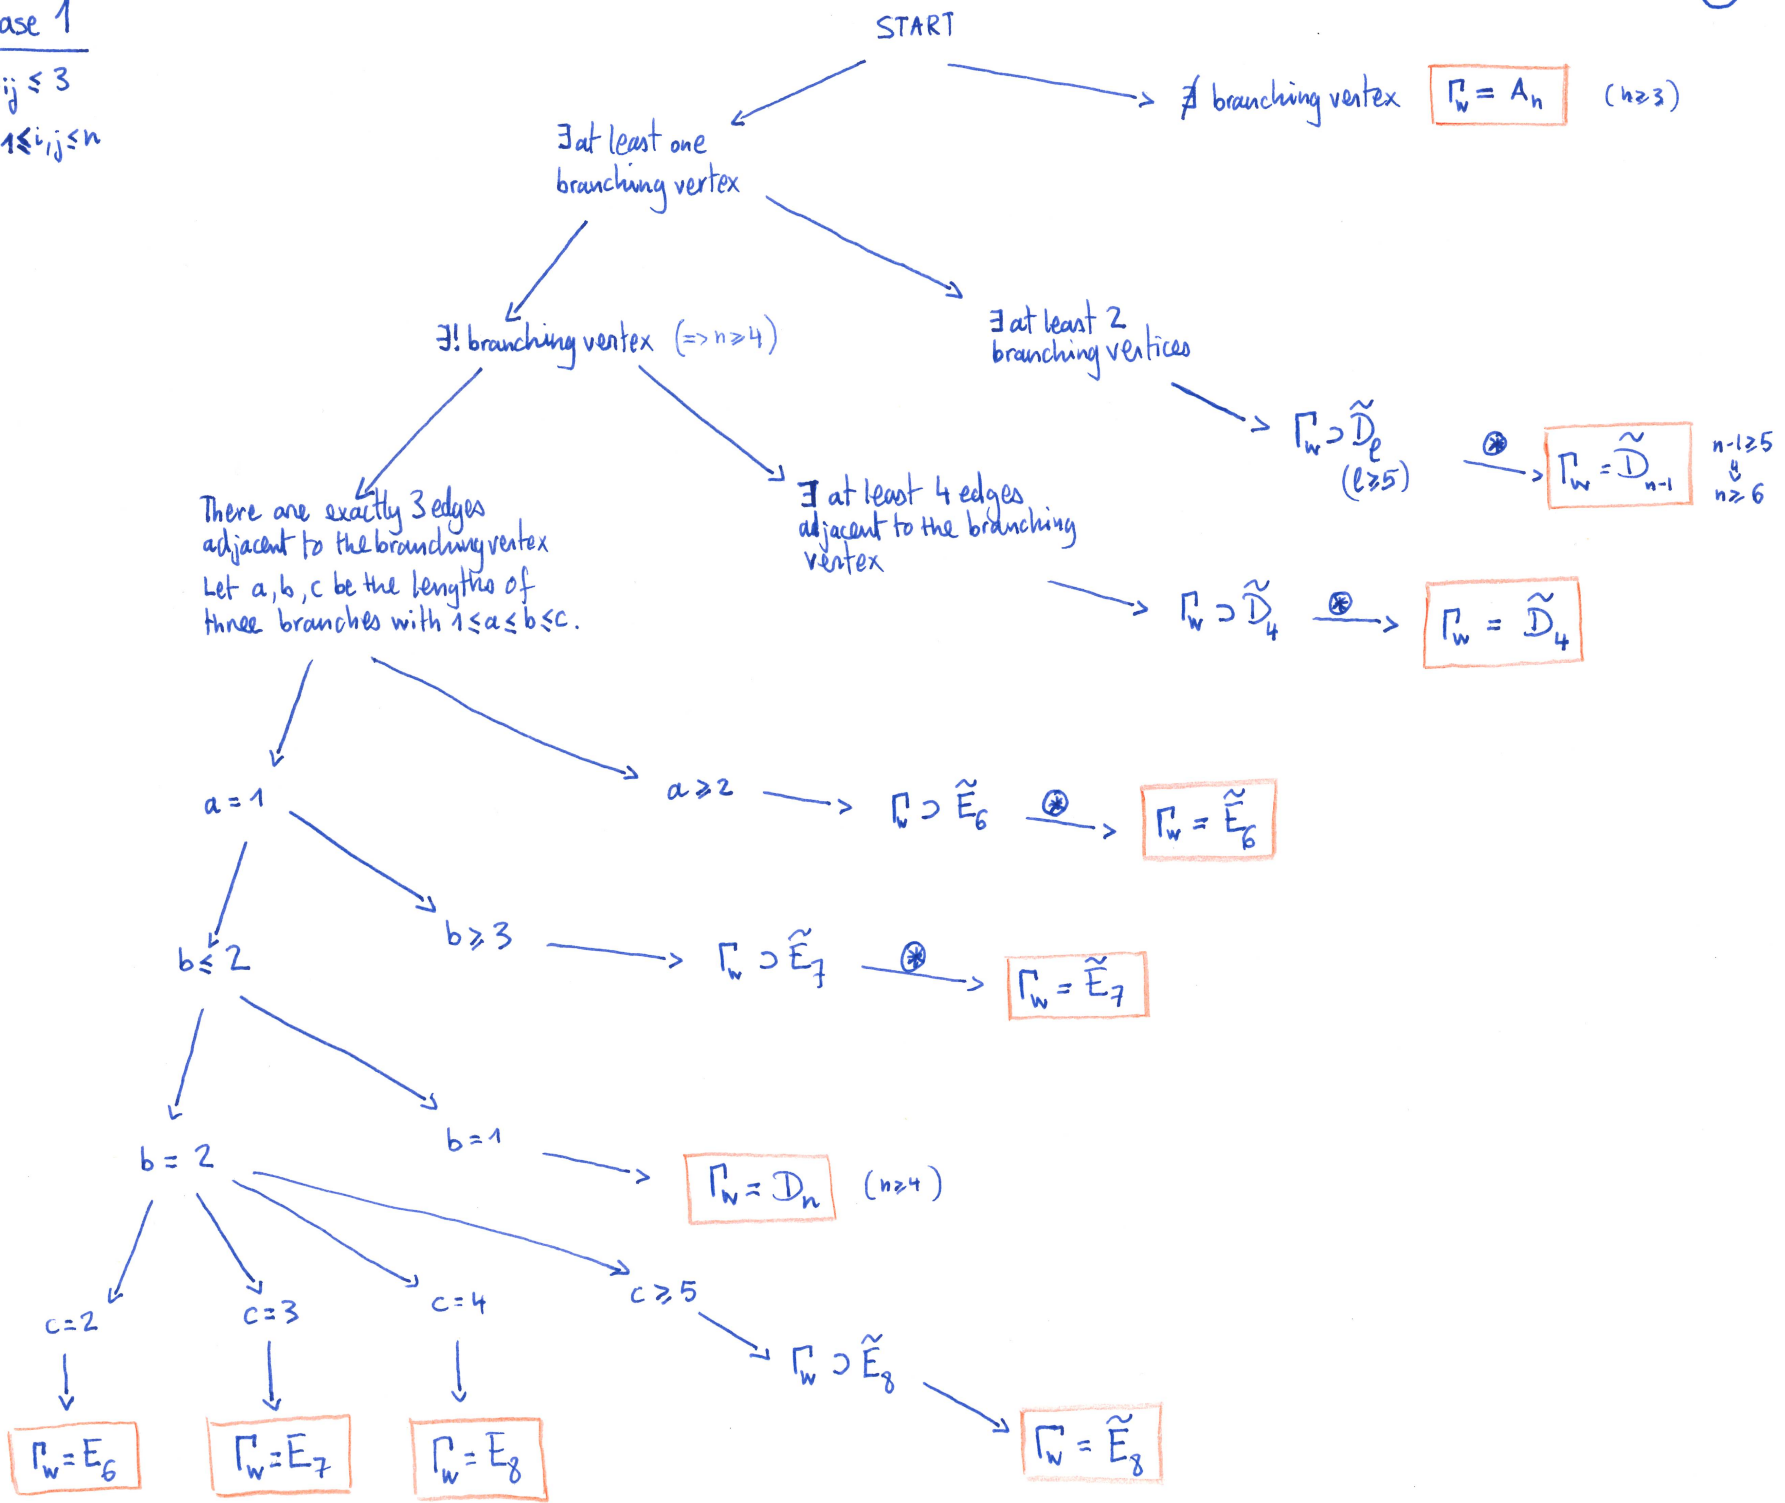 ase 1
ij ≤ 3
1≤i,j≤n
START
∄ branching vertex
Γw = An
(n≥3)
∃ at least one
branching vertex
∃! branching vertex (=> n≥4)
∃ at least 2
branching vertices
Γw ⊃ D̃ℓ
(ℓ≥5)
⊛
Γw = D̃n-1
n-1≥5
⇓
n≥6
There are exactly 3 edges
adjacent to the branching vertex
Let a, b, c be the lengths of
three branches with 1≤a≤b≤c.
∃ at least 4 edges
adjacent to the branching
vertex
Γw ⊃ D̃4
⊛
Γw = D̃4
a = 1
a ≥ 2
Γw ⊃ Ẽ6
⊛
Γw = Ẽ6
b ≤ 2
b ≥ 3
Γw ⊃ Ẽ7
⊛
Γw = Ẽ7
b = 2
b = 1
Γw = Dn
(n≥4)
c = 2
c = 3
c = 4
c ≥ 5
Γw ⊃ Ẽ8
Γw = E6
Γw = E7
Γw = E8
Γw = Ẽ8